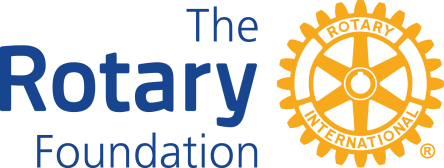 The
Rotary
Foundation
ROTARY
INTERNATIONAL
®